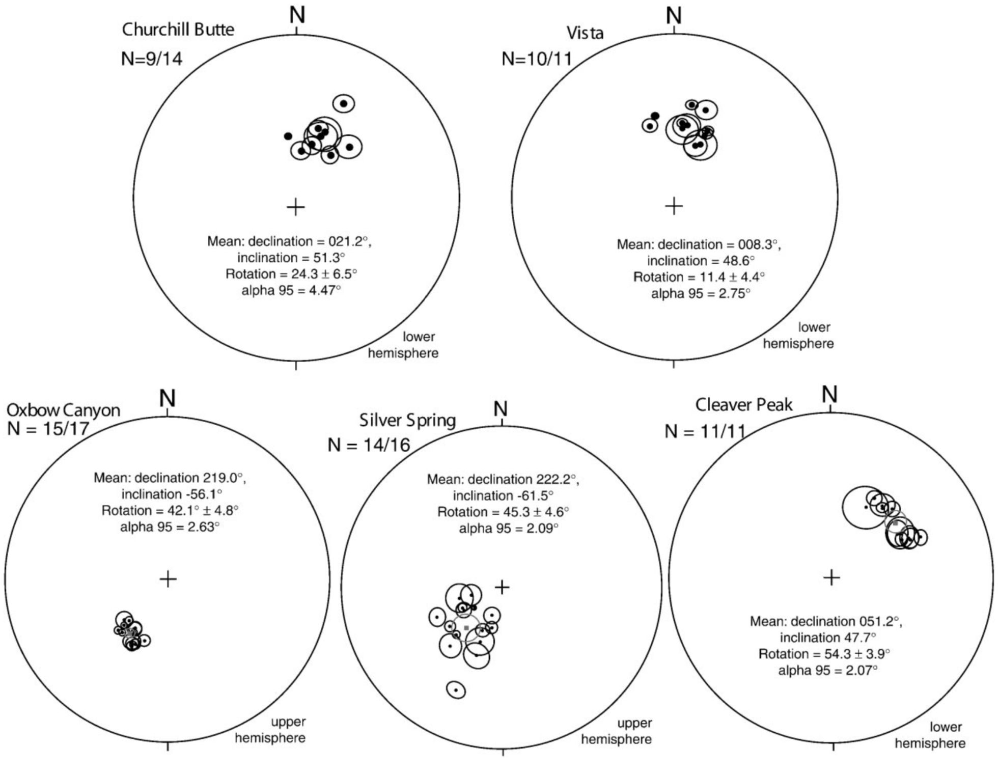 N
Churchill Butte
N=9/14
Mean: declination = 021.2°,
inclination = 51.3°
Rotation = 24.3 ± 6.5°
alpha 95 = 4.47°
lower
hemisphere
N
Vista
N=10/11
Mean: declination = 008.3°,
inclination = 48.6°
Rotation = 11.4 ± 4.4°
alpha 95 = 2.75°
lower
hemisphere
N
Oxbow Canyon
N = 15/17
Mean: declination 219.0°,
inclination -56.1°
Rotation = 42.1° ± 4.8°
alpha 95 = 2.63°
upper
hemisphere
N
Silver Spring
N = 14/16
Mean: declination 222.2°,
inclination -61.5°
Rotation = 45.3 ± 4.6°
alpha 95 = 2.09°
upper
hemisphere
N
Cleaver Peak
N = 11/11
Mean: declination 051.2°,
inclination 47.7°
Rotation = 54.3 ± 3.9°
alpha 95 = 2.07°
lower
hemisphere